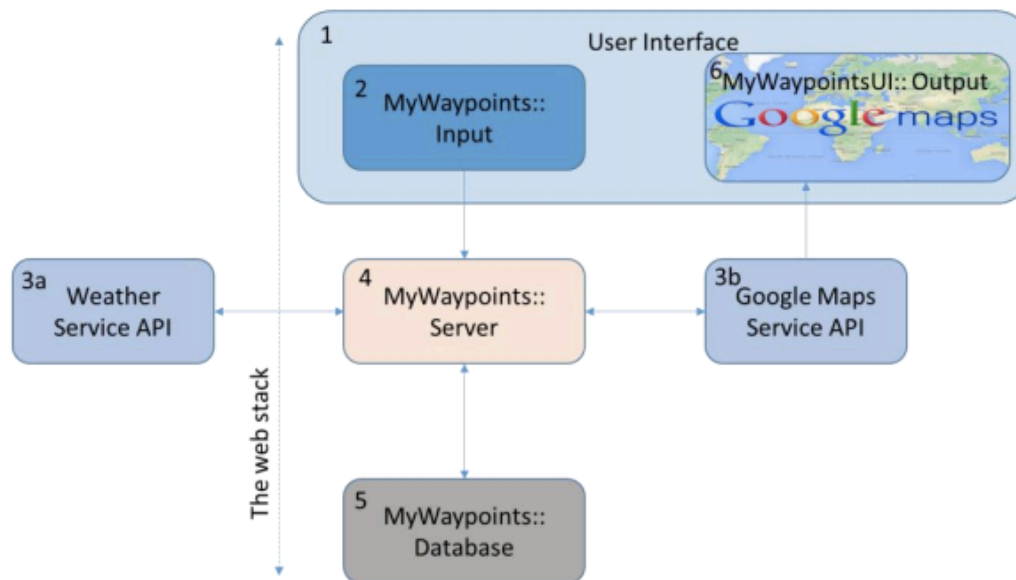 1
User Interface
2
MyWaypoints::
Input
6
MyWaypointsUI:: Output
Google maps
3a
Weather
Service API
4
MyWaypoints::
Server
3b
Google Maps
Service API
The web stack
5
MyWaypoints::
Database